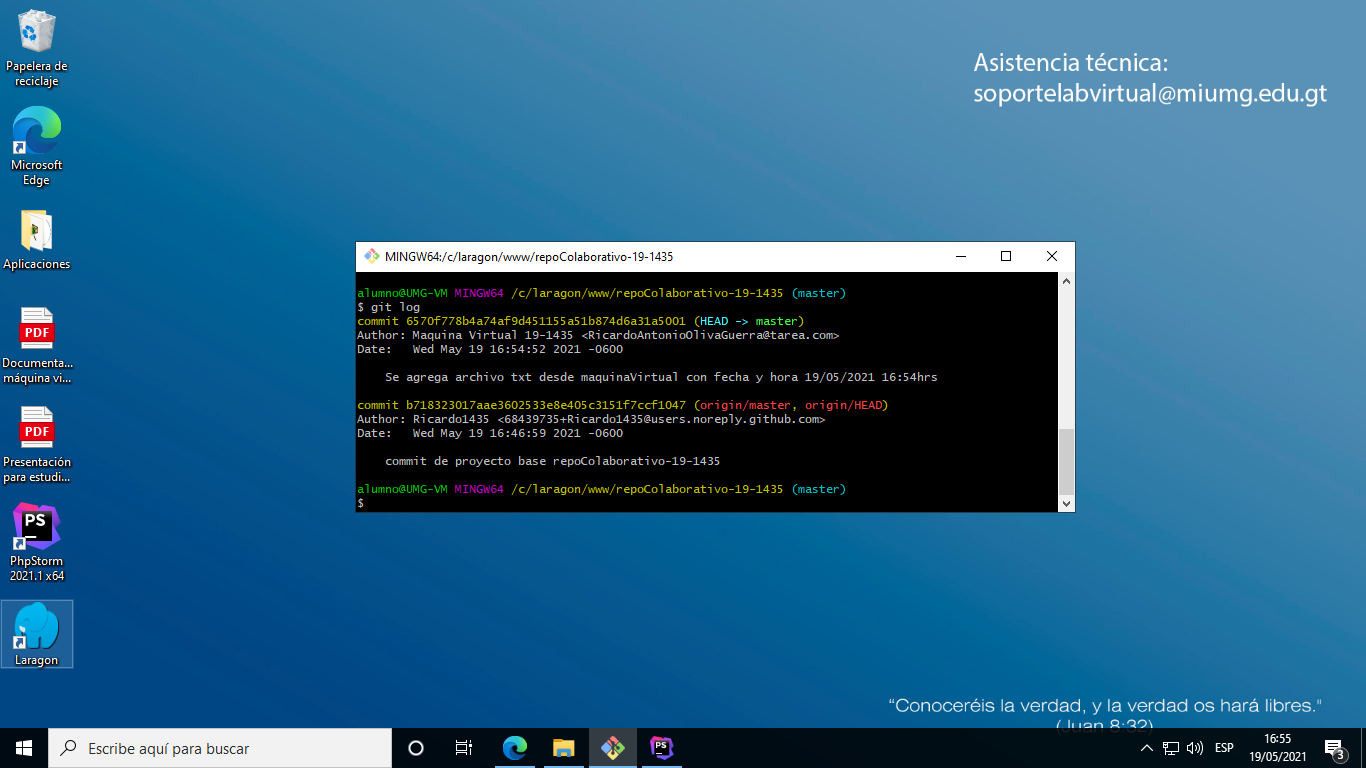 Papelera de
reciclaje
Microsoft
Edge
Aplicaciones
PDF
Documenta...
máquina vi...
PDF
Presentación
para estudi...
PS
PhpStorm
2021.1 x64
Laragon
Asistencia técnica:
soportelabvirtual@miumg.edu.gt
MINGW64:/c/laragon/www/repoColaborativo-19-1435
alumno@UMG-VM MINGW64 /c/laragon/www/repoColaborativo-19-1435 (master)
$ git log
commit 6570f778b4a74af9d451155a51b874d6a31a5001 (HEAD -> master)
Author: Maquina Virtual 19-1435 <RicardoAntonioOlivaGuerra@tarea.com>
Date:   Wed May 19 16:54:52 2021 -0600
Se agrega archivo txt desde maquinaVirtual con fecha y hora 19/05/2021 16:54hrs
commit b718323017aae3602533e8e405c3151f7ccf1047 (origin/master, origin/HEAD)
Author: Ricardo1435 <68439735+Ricardo1435@users.noreply.github.com>
Date:   Wed May 19 16:46:59 2021 -0600
commit de proyecto base repoColaborativo-19-1435
alumno@UMG-VM MINGW64 /c/laragon/www/repoColaborativo-19-1435 (master)
$
“Conoceréis la verdad, y la verdad os hará libres."
(Juan 8:32)
Escribe aquí para buscar
PS
ESP
16:55
19/05/2021
3